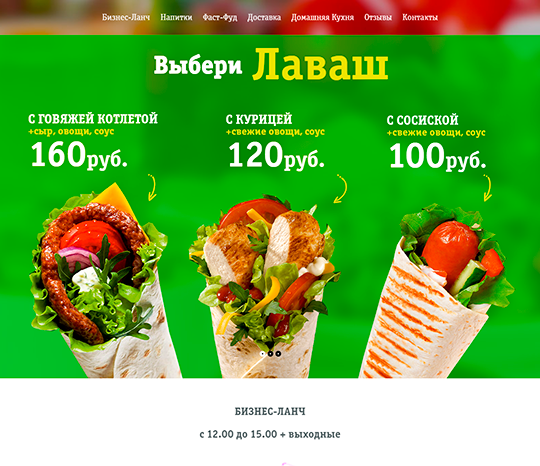 Бизнес-Ланч Напитки Фаст-Фуд Доставка Домашняя Кухня Отзывы Контакты
Выбери Лаваш
С ГОВЯЖЕЙ КОТЛЕТОЙ
+сыр, овощи, соус
160руб.
С КУРИЦЕЙ
+свежие овощи, соус
120руб.
С СОСИСКОЙ
+свежие овощи, соус
100руб.
БИЗНЕС-ЛАНЧ
с 12.00 до 15.00 + выходные